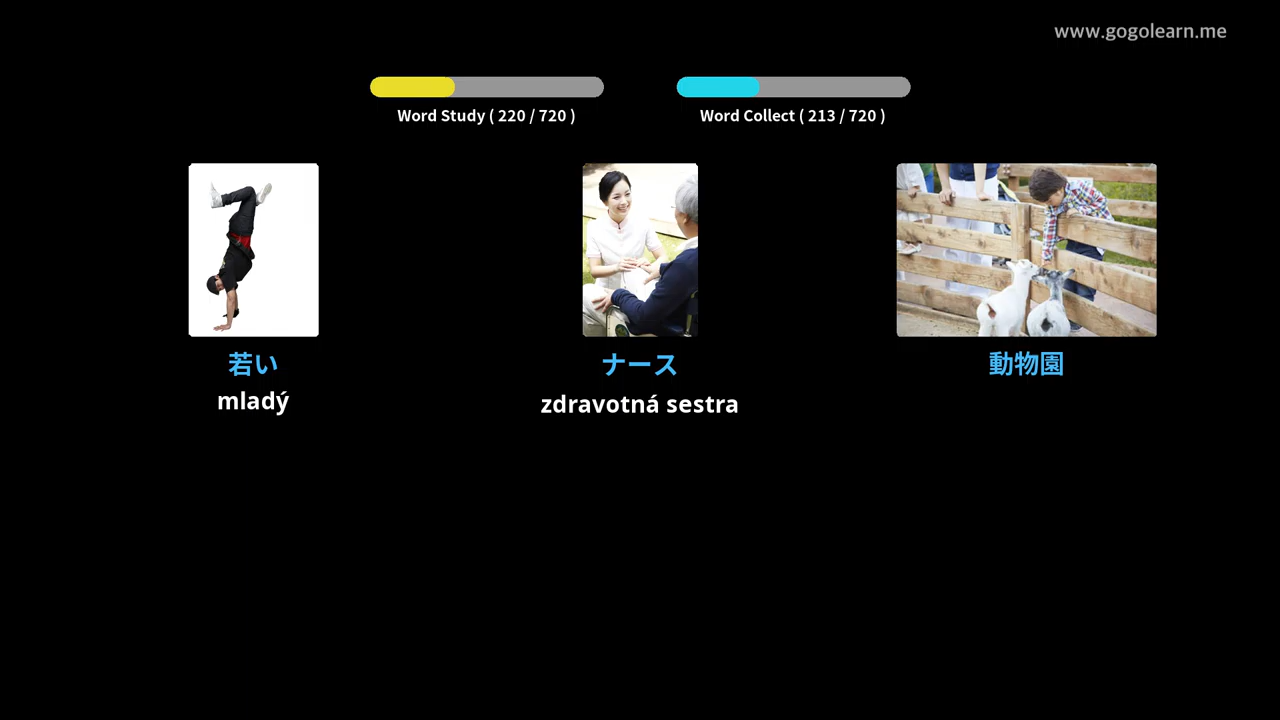 www.gogolearn.me
Word Study ( 220 / 720 )
Word Collect ( 213 / 720 )
若い
mladý
ナース
zdravotná sestra
動物園